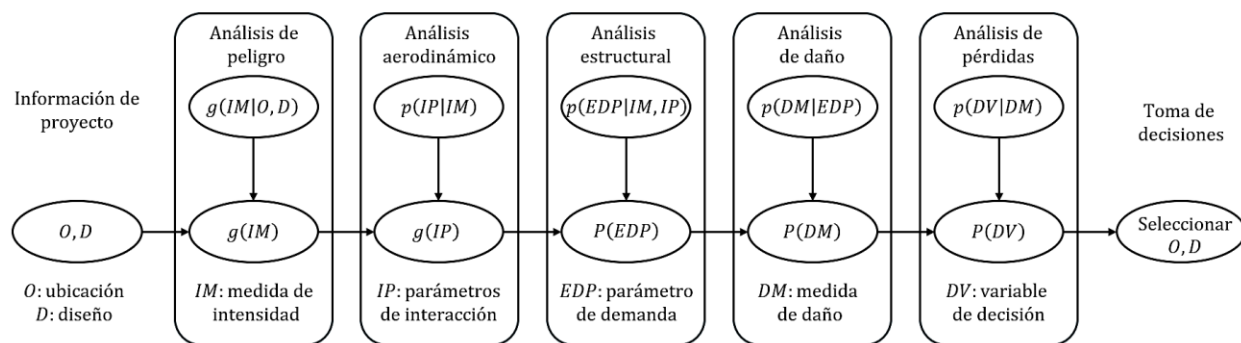 Información de
proyecto
O, D
O: ubicación
D: diseño
Análisis de
peligro
g(IM|O, D)
g(IM)
IM: medida de
intensidad
Análisis
aerodinámico
p(IP|IM)
g(IP)
IP: parámetros
de interacción
Análisis
estructural
p(EDP|IM, IP)
P(EDP)
EDP: parámetro
de demanda
Análisis
de daño
p(DM|EDP)
P(DM)
DM: medida
de daño
Análisis de
pérdidas
p(DV|DM)
P(DV)
DV: variable
de decisión
Toma de
decisiones
Seleccionar
O, D